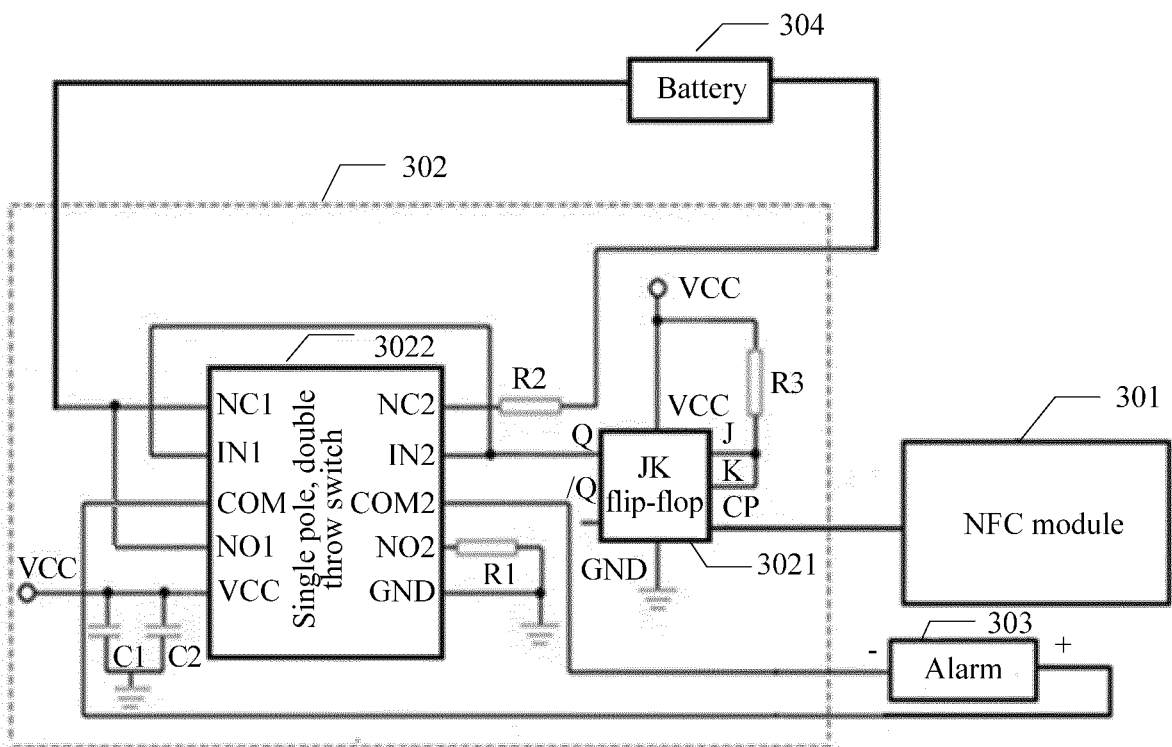 304
Battery
302
VCC
3022
R2
R3
301
NC1
NC2
VCC
IN1
IN2
Q
J
JK
flip-flop
K
/Q
CP
COM
COM2
NFC module
NO1
NO2
Single pole, double
throw switch
R1
GND
3021
VCC
VCC
GND
303
C1
C2
-
Alarm
+